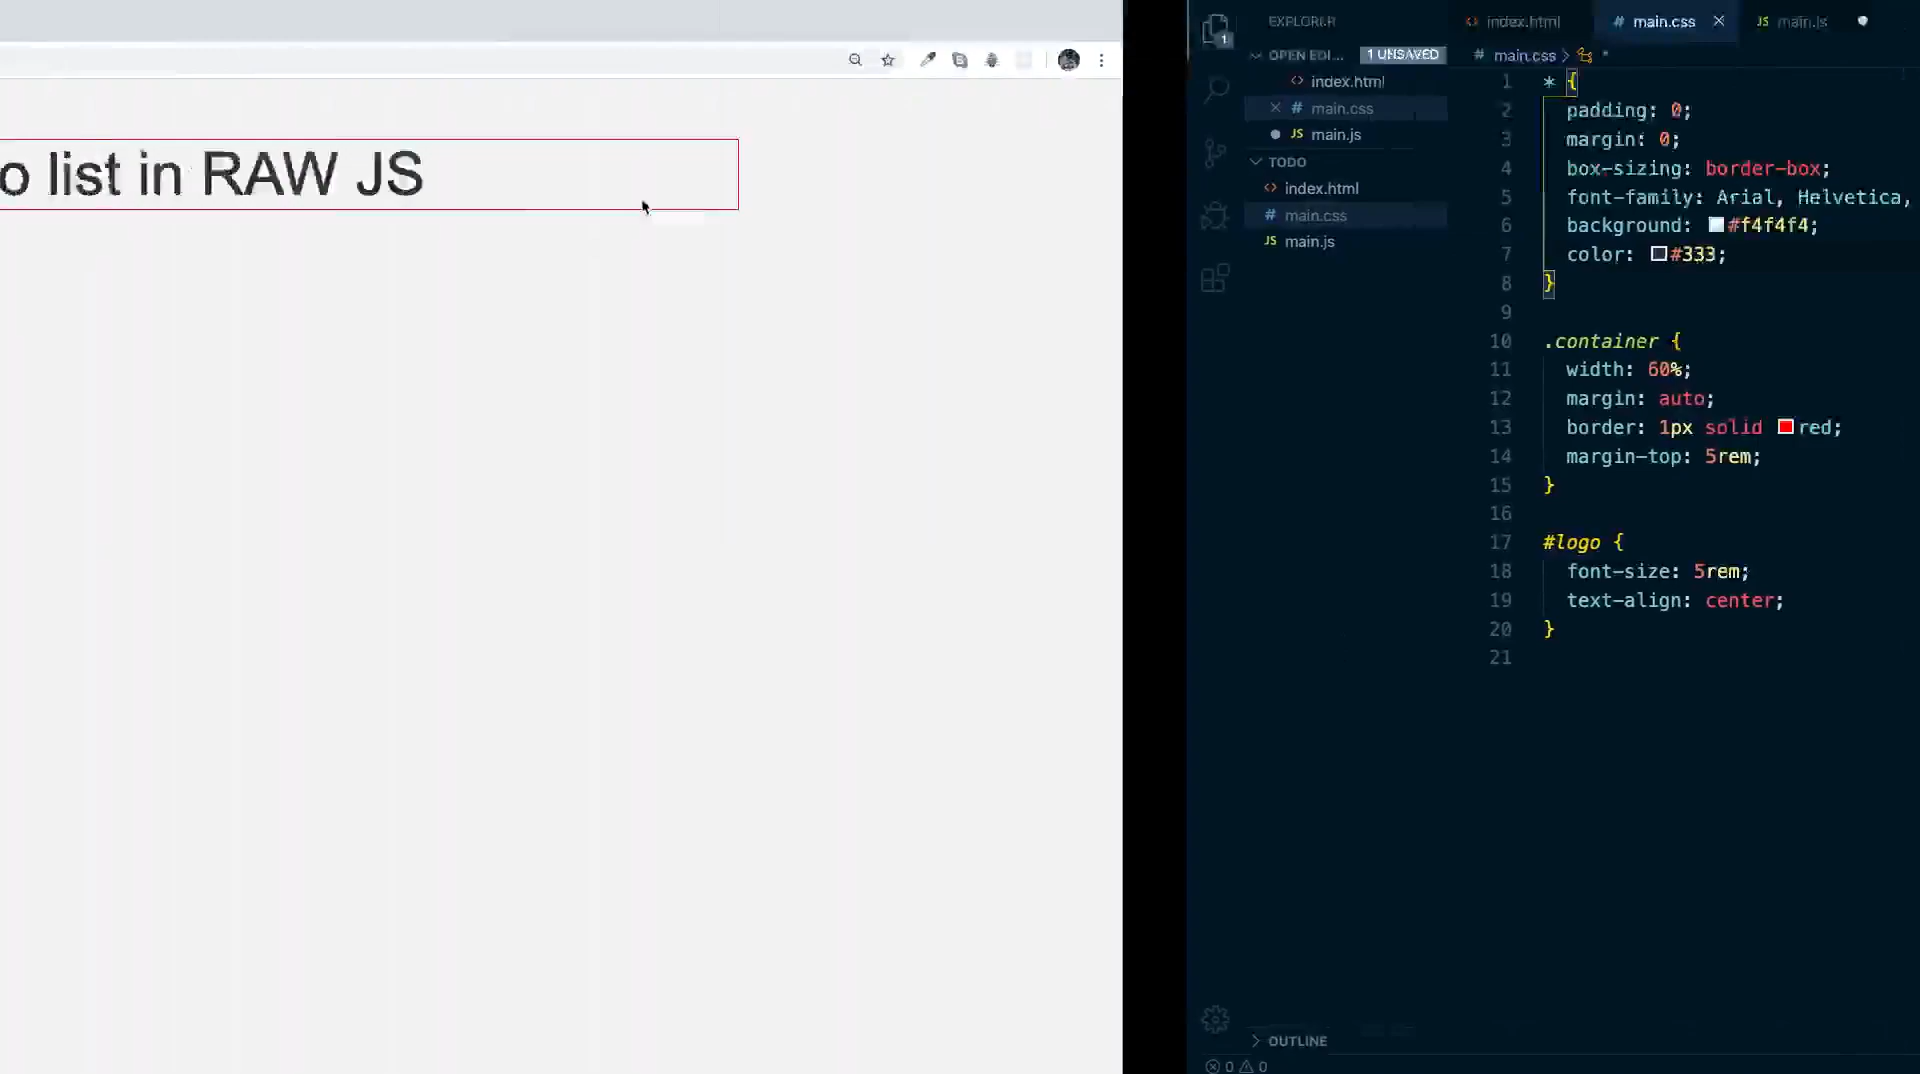 o list in RAW JS
EXPLORER
OPEN EDI...
1 UNSAVED
<> index.html
× # main.css
● JS main.js
TODO
<> index.html
# main.css
JS main.js
OUTLINE
0 0
1
<> index.html
# main.css ×
JS main.js
# main.css >
1 * {
2 padding: 0;
3 margin: 0;
4 box-sizing: border-box;
5 font-family: Arial, Helvetica,
6 background: #f4f4f4;
7 color: #333;
8 }
9
10 .container {
11 width: 60%;
12 margin: auto;
13 border: 1px solid red;
14 margin-top: 5rem;
15 }
16
17 #logo {
18 font-size: 5rem;
19 text-align: center;
20 }
21